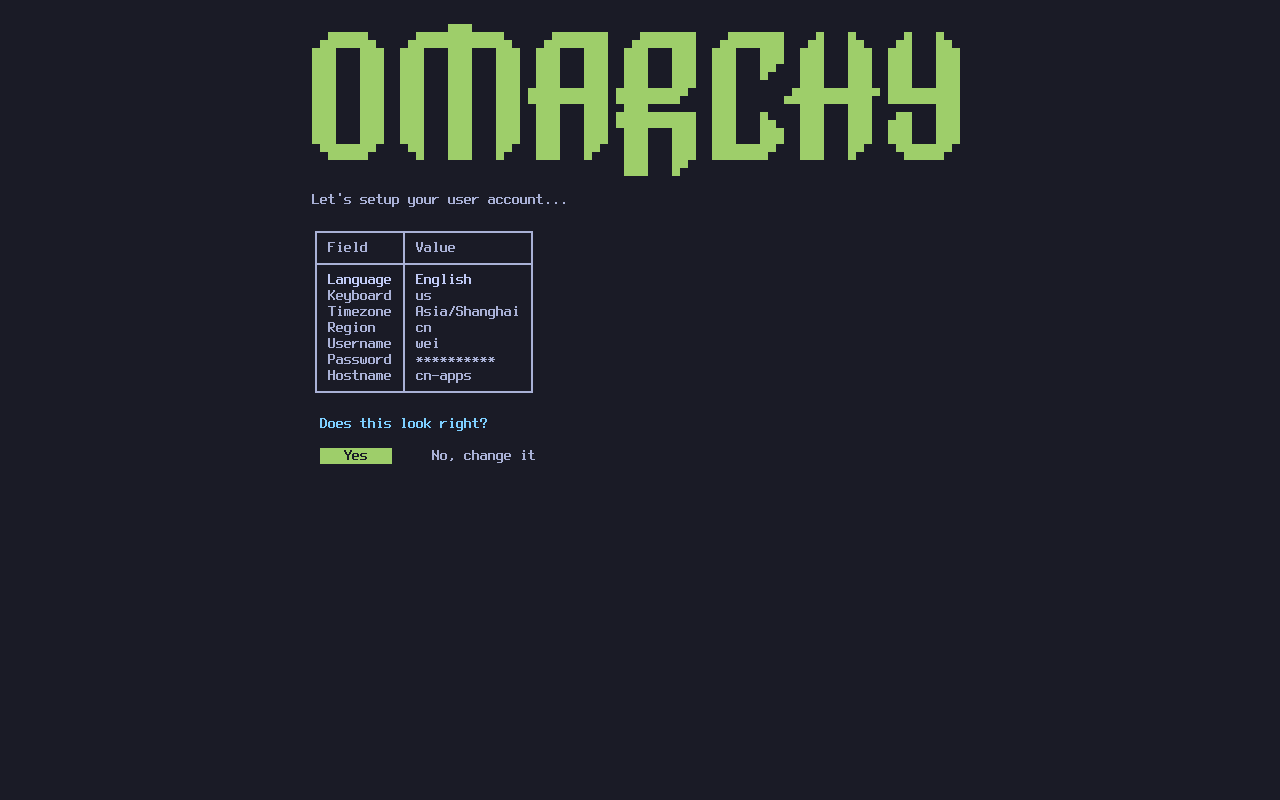 OMARCHY
Let's setup your user account...
Field Value
Language English
Keyboard us
Timezone Asia/Shanghai
Region cn
Username wei
Password **********
Hostname cn-apps
Does this look right?
Yes No, change it